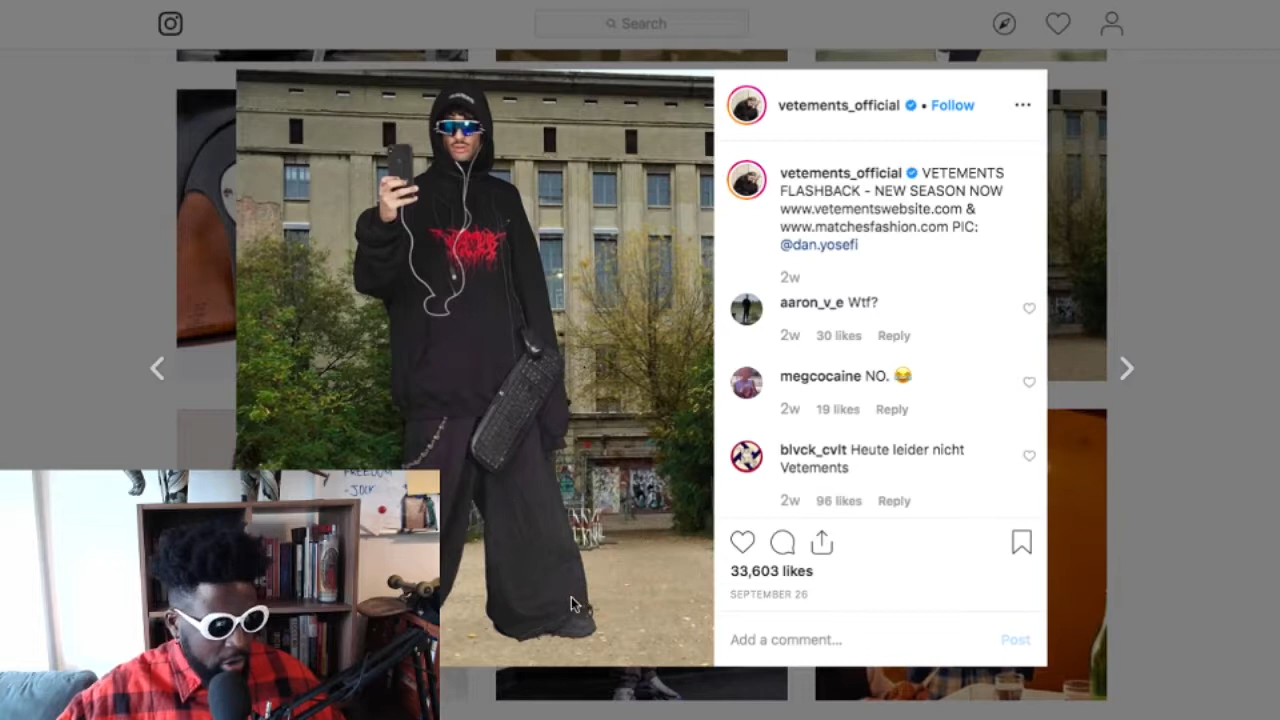 Search
vetements_official • Follow
vetements_official VETEMENTS
FLASHBACK - NEW SEASON NOW
www.vetementswebsite.com &
www.matchesfashion.com PIC:
@dan.yosefi
2w
aaron_v_e Wtf?
2w 30 likes Reply
megcocaine NO. 😂
2w 19 likes Reply
blvck_cvlt Heute leider nicht
Vetements
2w 96 likes Reply
33,603 likes
SEPTEMBER 26
Add a comment... Post
FREEDOM